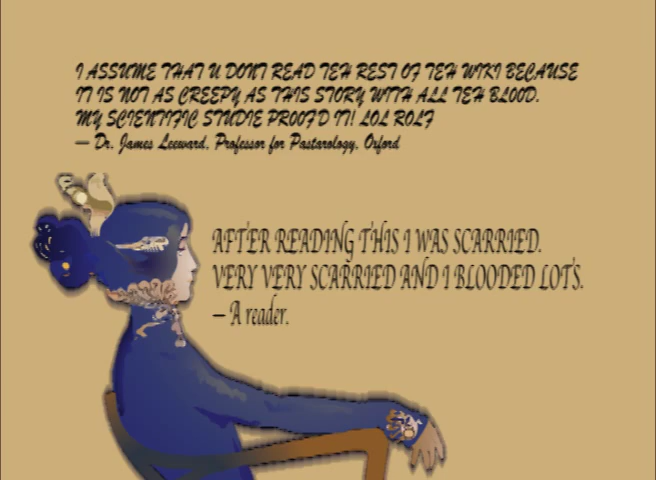 I ASSUME THAT U DONT READ TEH REST OF TEH WIKI BECAUSE
IT IS NOT AS CREEPY AS THIS STORY WITH ALL TEH BLOOD.
MY SCIENTIFIC STUDIE PROOFD IT! LOL ROLF
— Dr. James Leeward, Professor for Pastarology, Oxford
AFTER READING THIS I WAS SCARRIED.
VERY VERY SCARRIED AND I BLOODED LOTS.
— A reader.